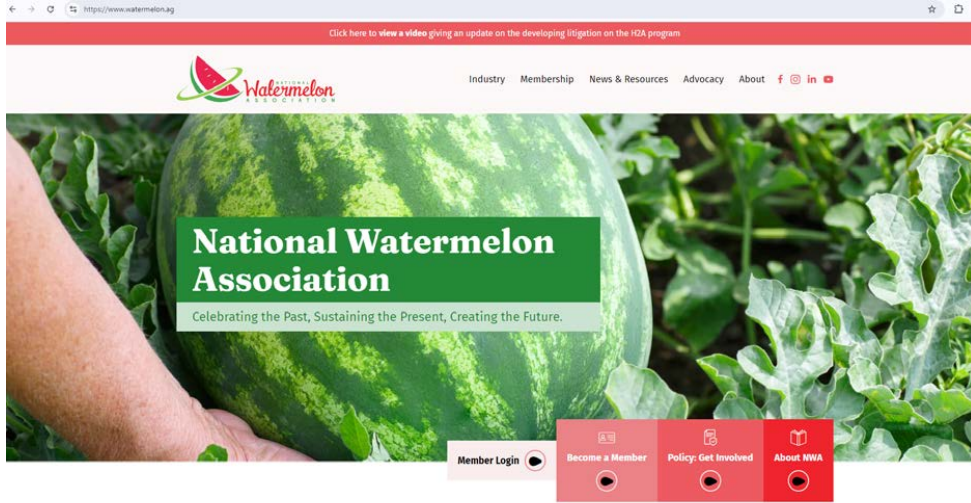 https://www.watermelon.ag
Click here to view a video giving an update on the developing litigation on the H2A program
NATIONAL
Watermelon
ASSOCIATION
Industry Membership News & Resources Advocacy About f in
National Watermelon
Association
Celebrating the Past, Sustaining the Present, Creating the Future.
Member Login
Become a Member
Policy: Get Involved
About NWA